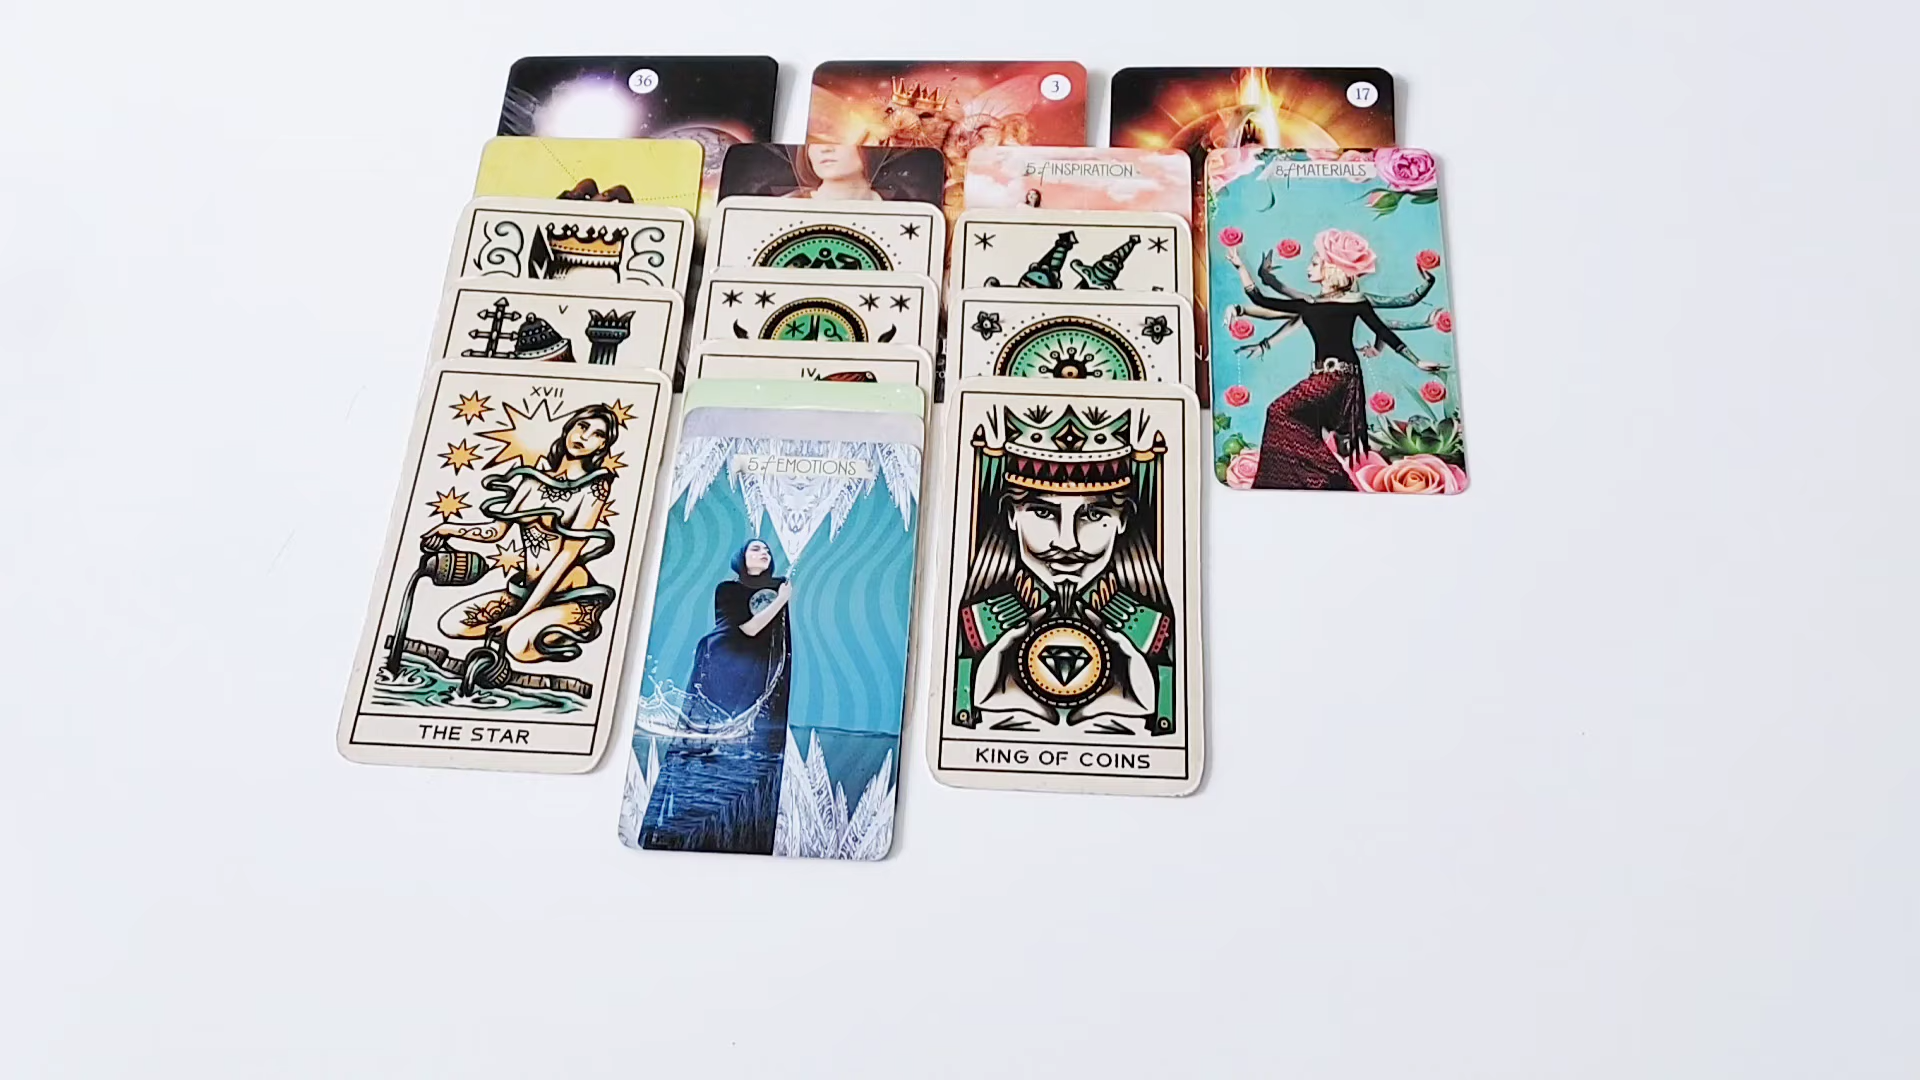 36
3
17
5 of INSPIRATION
8 of MATERIALS
V
IV
XVII
5 of EMOTIONS
THE STAR
KING OF COINS